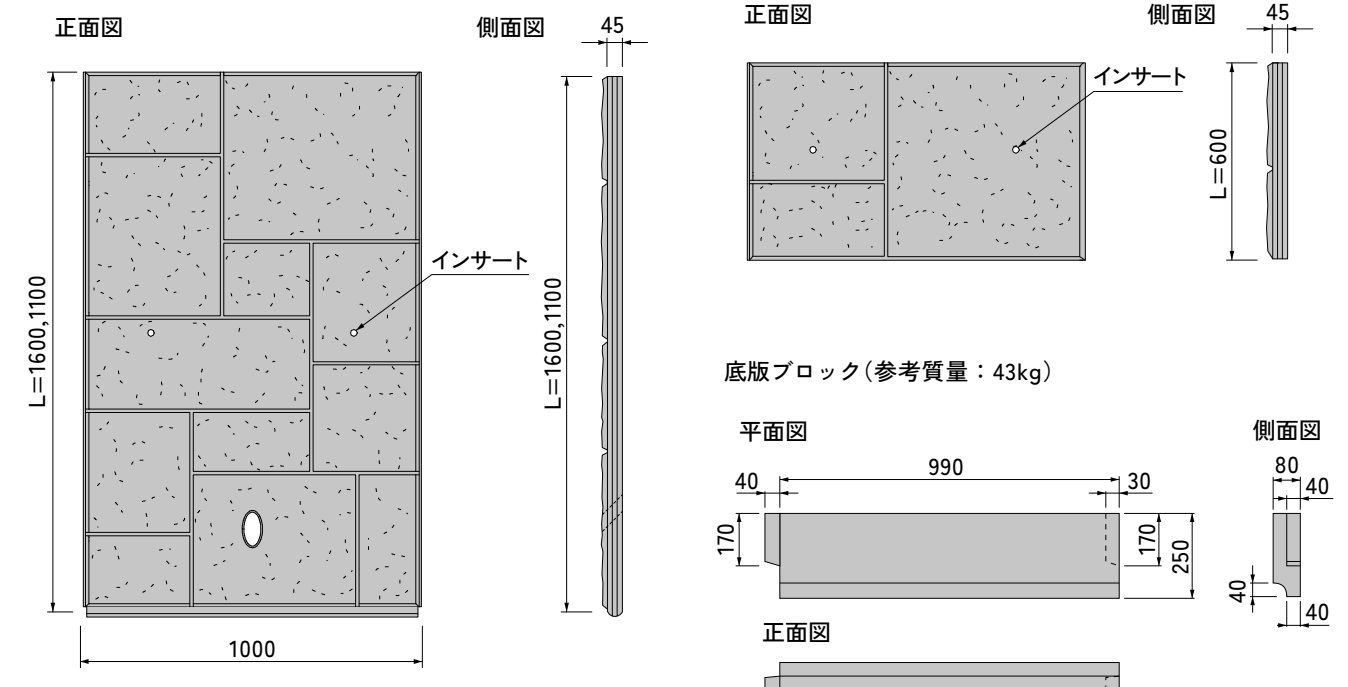 正面図
側面図
45
L=1600,1100
インサート
L=1600,1100
1000
正面図
側面図
45
インサート
L=600
底版ブロック（参考質量：43kg）
平面図
側面図
990
40
30
170
170
250
80
40
40
40
正面図